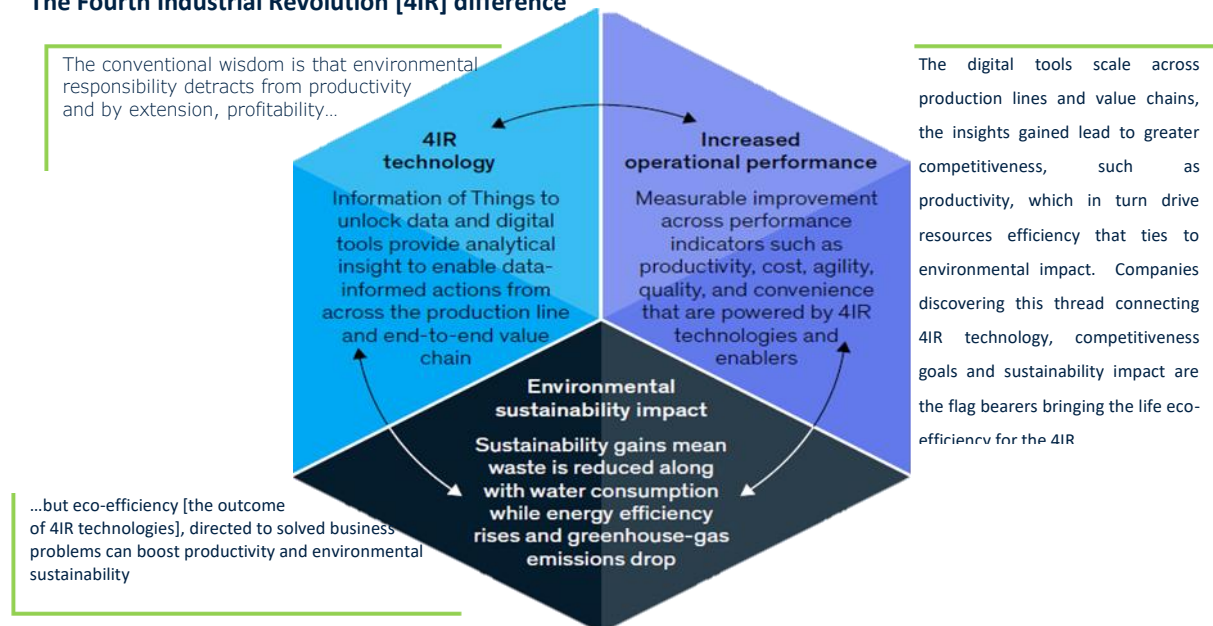 The Fourth Industrial Revolution [4IR] difference
The conventional wisdom is that environmental
responsibility detracts from productivity
and by extension, profitability…
4IR
technology
Information of Things to
unlock data and digital
tools provide analytical
insight to enable data-
informed actions from
across the production line
and end-to-end value
chain
Increased
operational performance
Measurable improvement
across performance
indicators such as
productivity, cost, agility,
quality, and convenience
that are powered by 4IR
technologies and
enablers
Environmental
sustainability impact
Sustainability gains mean
waste is reduced along
with water consumption
while energy efficiency
rises and greenhouse-gas
emissions drop
The digital tools scale across
production lines and value chains,
the insights gained lead to greater
competitiveness, such as
productivity, which in turn drive
resources efficiency that ties to
environmental impact. Companies
discovering this thread connecting
4IR technology, competitiveness
goals and sustainability impact are
the flag bearers bringing the life eco-
efficiency for the 4IR
…but eco-efficiency [the outcome
of 4IR technologies], directed to solved business
problems can boost productivity and environmental
sustainability